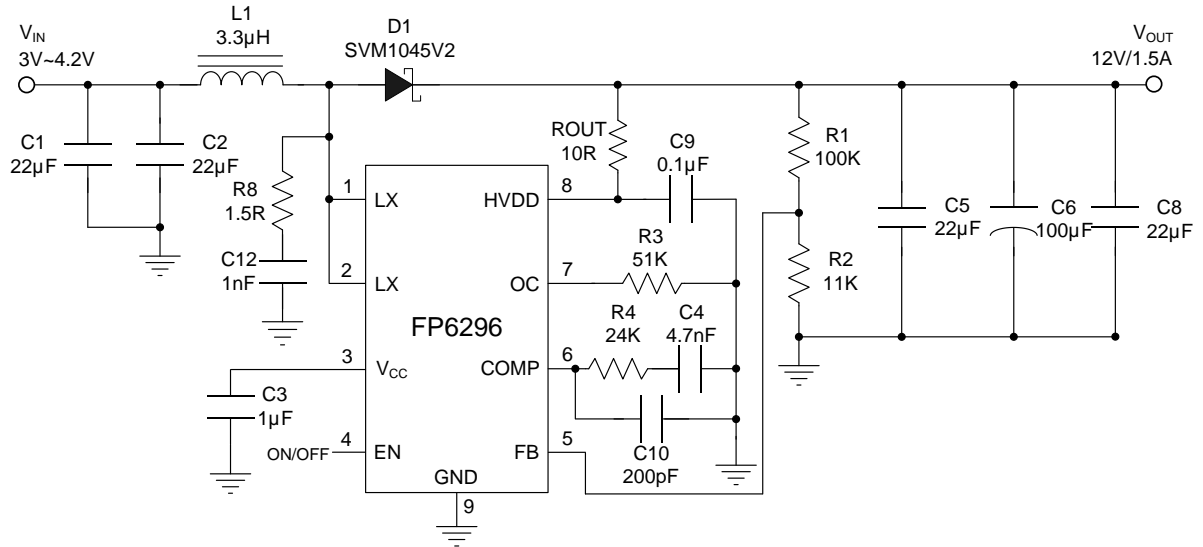 L1
3.3µH
D1
SVM1045V2
VIN
3V~4.2V
VOUT
12V/1.5A
C1
22µF
C2
22µF
R8
1.5R
C12
1nF
C3
1µF
ON/OFF
1
LX
2
LX
3
VCC
4
EN
FP6296
GND
9
HVDD
8
OC
7
COMP
6
FB
5
ROUT
10R
C9
0.1µF
R3
51K
R4
24K
C4
4.7nF
C10
200pF
R1
100K
R2
11K
C5
22µF
C6
100µF
C8
22µF